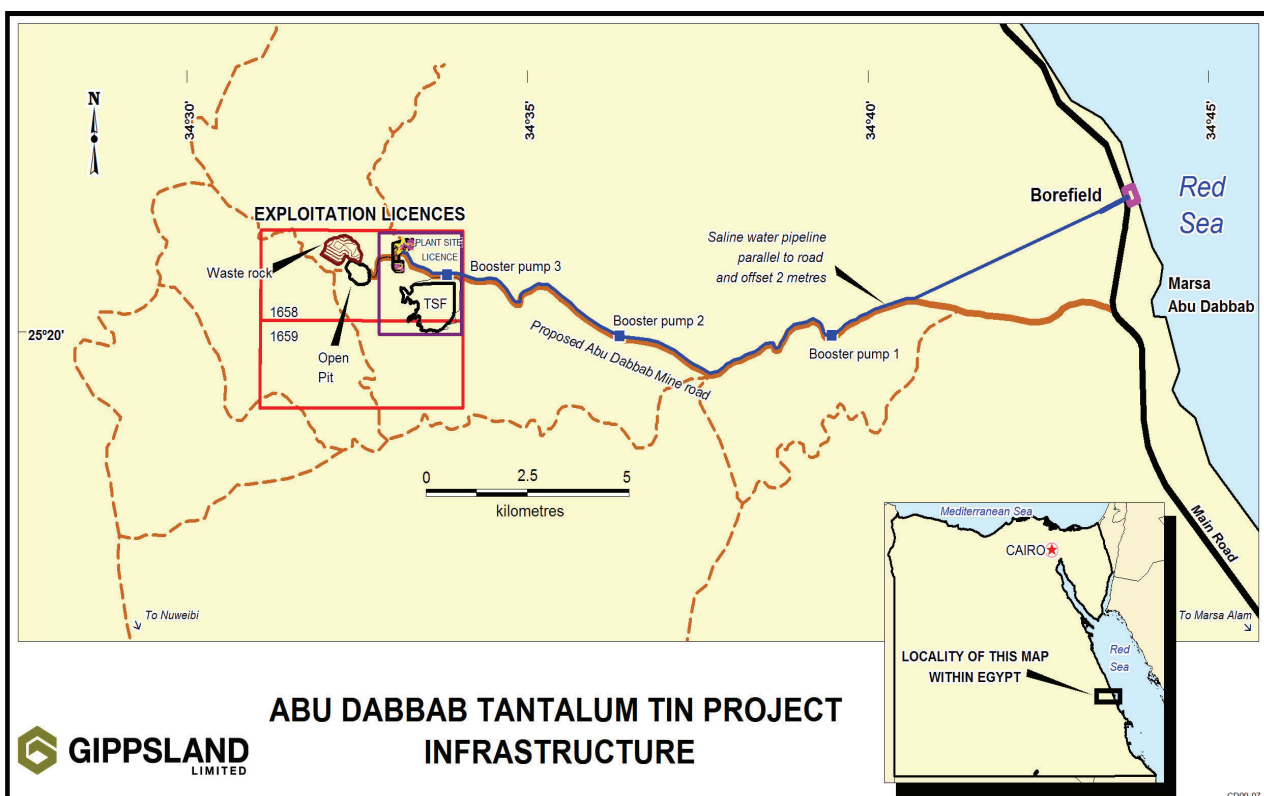 N
34°30'
34°35'
34°40'
34°45'
Red
Sea
Borefield
EXPLOITATION LICENCES
PLANT SITE
LICENCE
Saline water pipeline
parallel to road
and offset 2 metres
Waste rock
Booster pump 3
Marsa
Abu Dabbab
TSF
1658
25°20'
1659
Booster pump 2
Booster pump 1
Open
Pit
Proposed Abu Dabbab Mine road
0
2.5
5
kilometres
Main Road
To Nuweibi
To Marsa Alam
Mediterranean Sea
CAIRO
LOCALITY OF THIS MAP
WITHIN EGYPT
Red
Sea
ABU DABBAB TANTALUM TIN PROJECT
INFRASTRUCTURE
GIPPSLAND
LIMITED